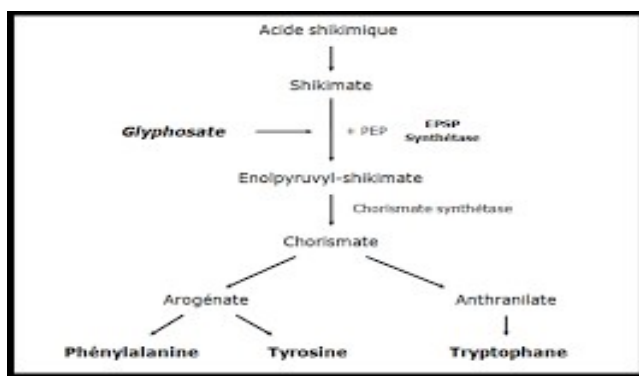 Acide shikimique
Shikimate
Glyphosate
+ PEP
EPSP
Synthétase
Enolpyruvyl-shikimate
Chorismate synthétase
Chorismate
Arogénate
Anthranilate
Phénylalanine
Tyrosine
Tryptophane